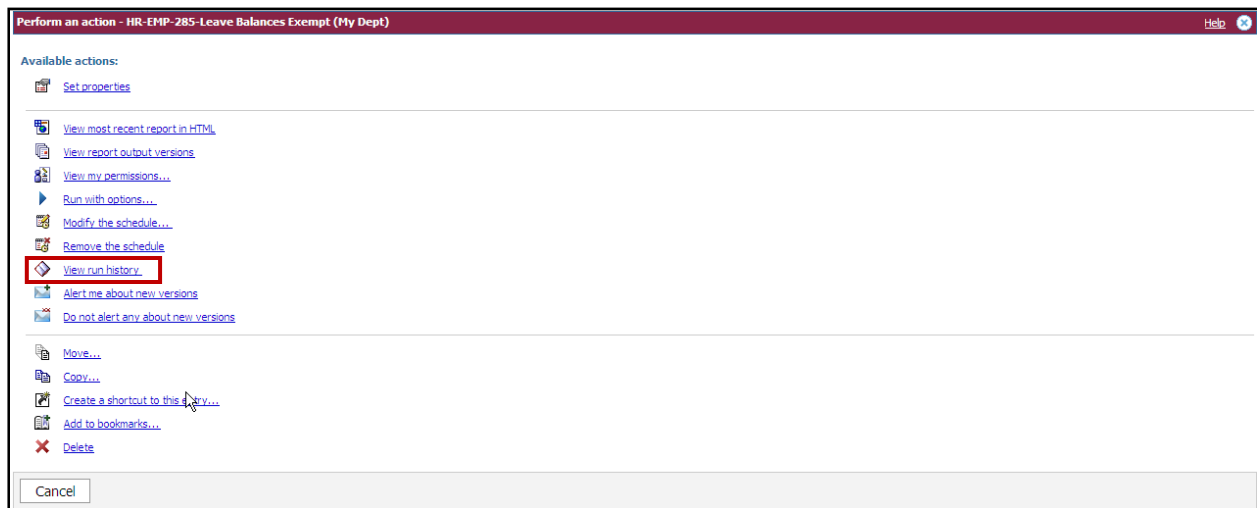 Perform an action - HR-EMP-285-Leave Balances Exempt (My Dept) Help
Available actions:
Set properties
View most recent report in HTML
View report output versions
View my permissions...
Run with options...
Modify the schedule...
Remove the schedule
View run history
Alert me about new versions
Do not alert any about new versions
Move...
Copy...
Create a shortcut to this entry...
Add to bookmarks...
Delete
Cancel